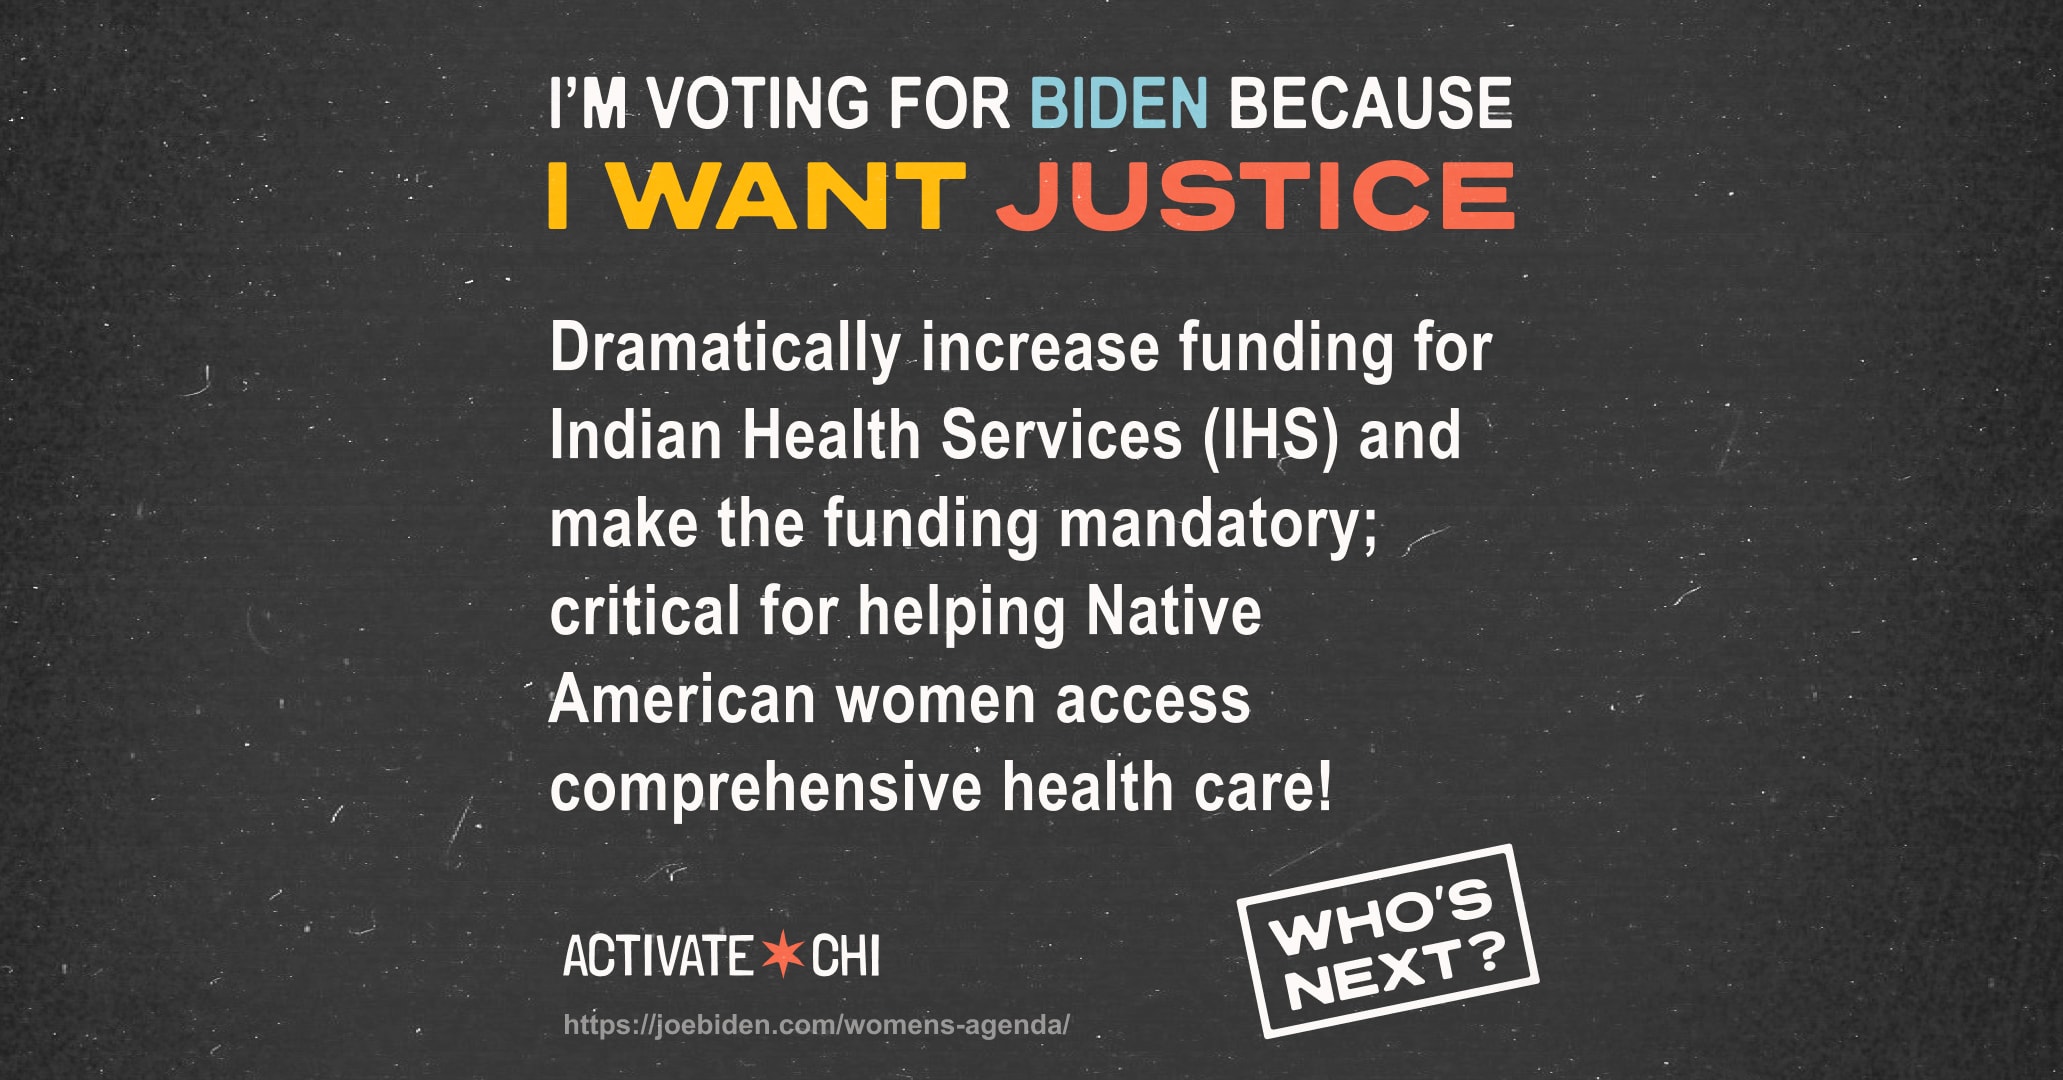 I'M VOTING FOR BIDEN BECAUSE
I WANT JUSTICE
Dramatically increase funding for
Indian Health Services (IHS) and
make the funding mandatory;
critical for helping Native
American women access
comprehensive health care!
ACTIVATE CHI
https://joebiden.com/womens-agenda/
WHO'S
NEXT?